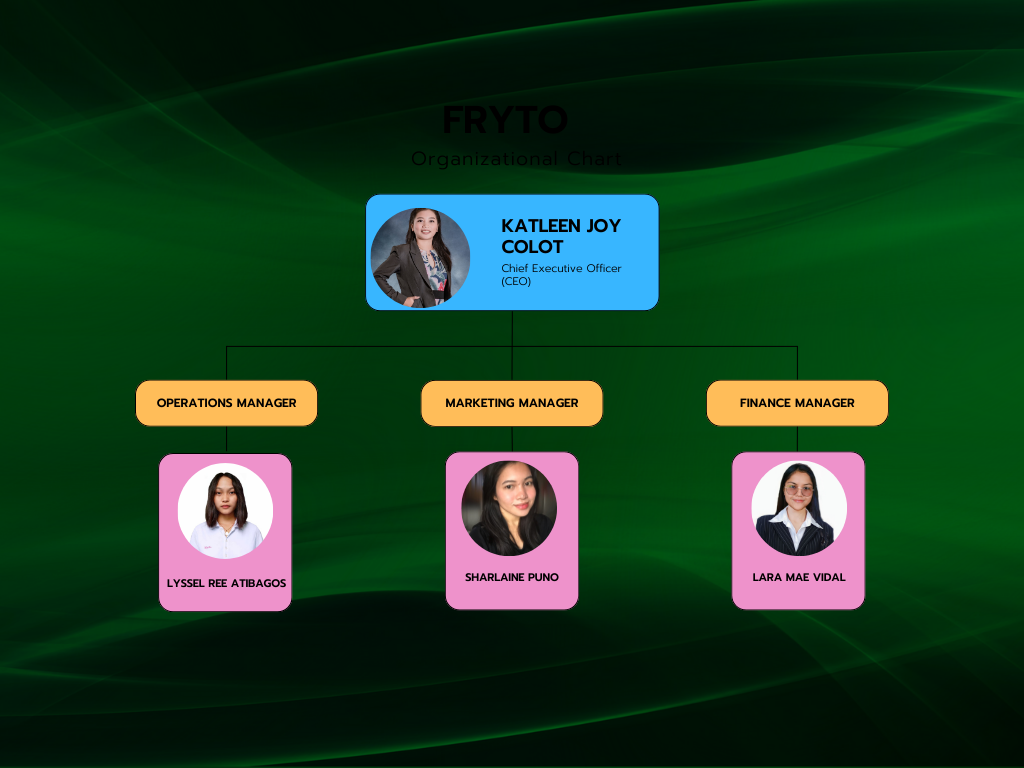 FRYTO
Organizational Chart
KATLEEN JOY
COLOT
Chief Executive Officer
(CEO)
OPERATIONS MANAGER
MARKETING MANAGER
FINANCE MANAGER
LYSSEL REE ATIBAGOS
SHARLAINE PUNO
LARA MAE VIDAL